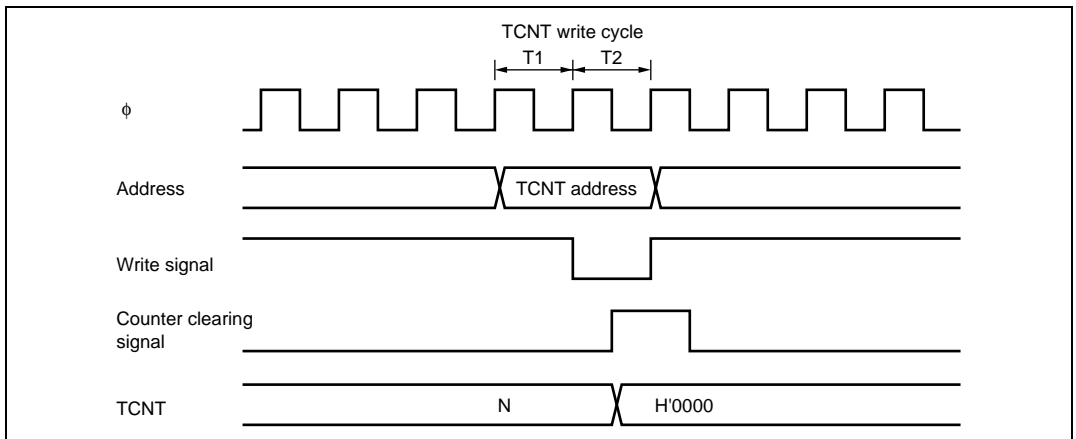 TCNT write cycle
T1 T2
ϕ
Address
TCNT address
Write signal
Counter clearing
signal
TCNT
N
H'0000